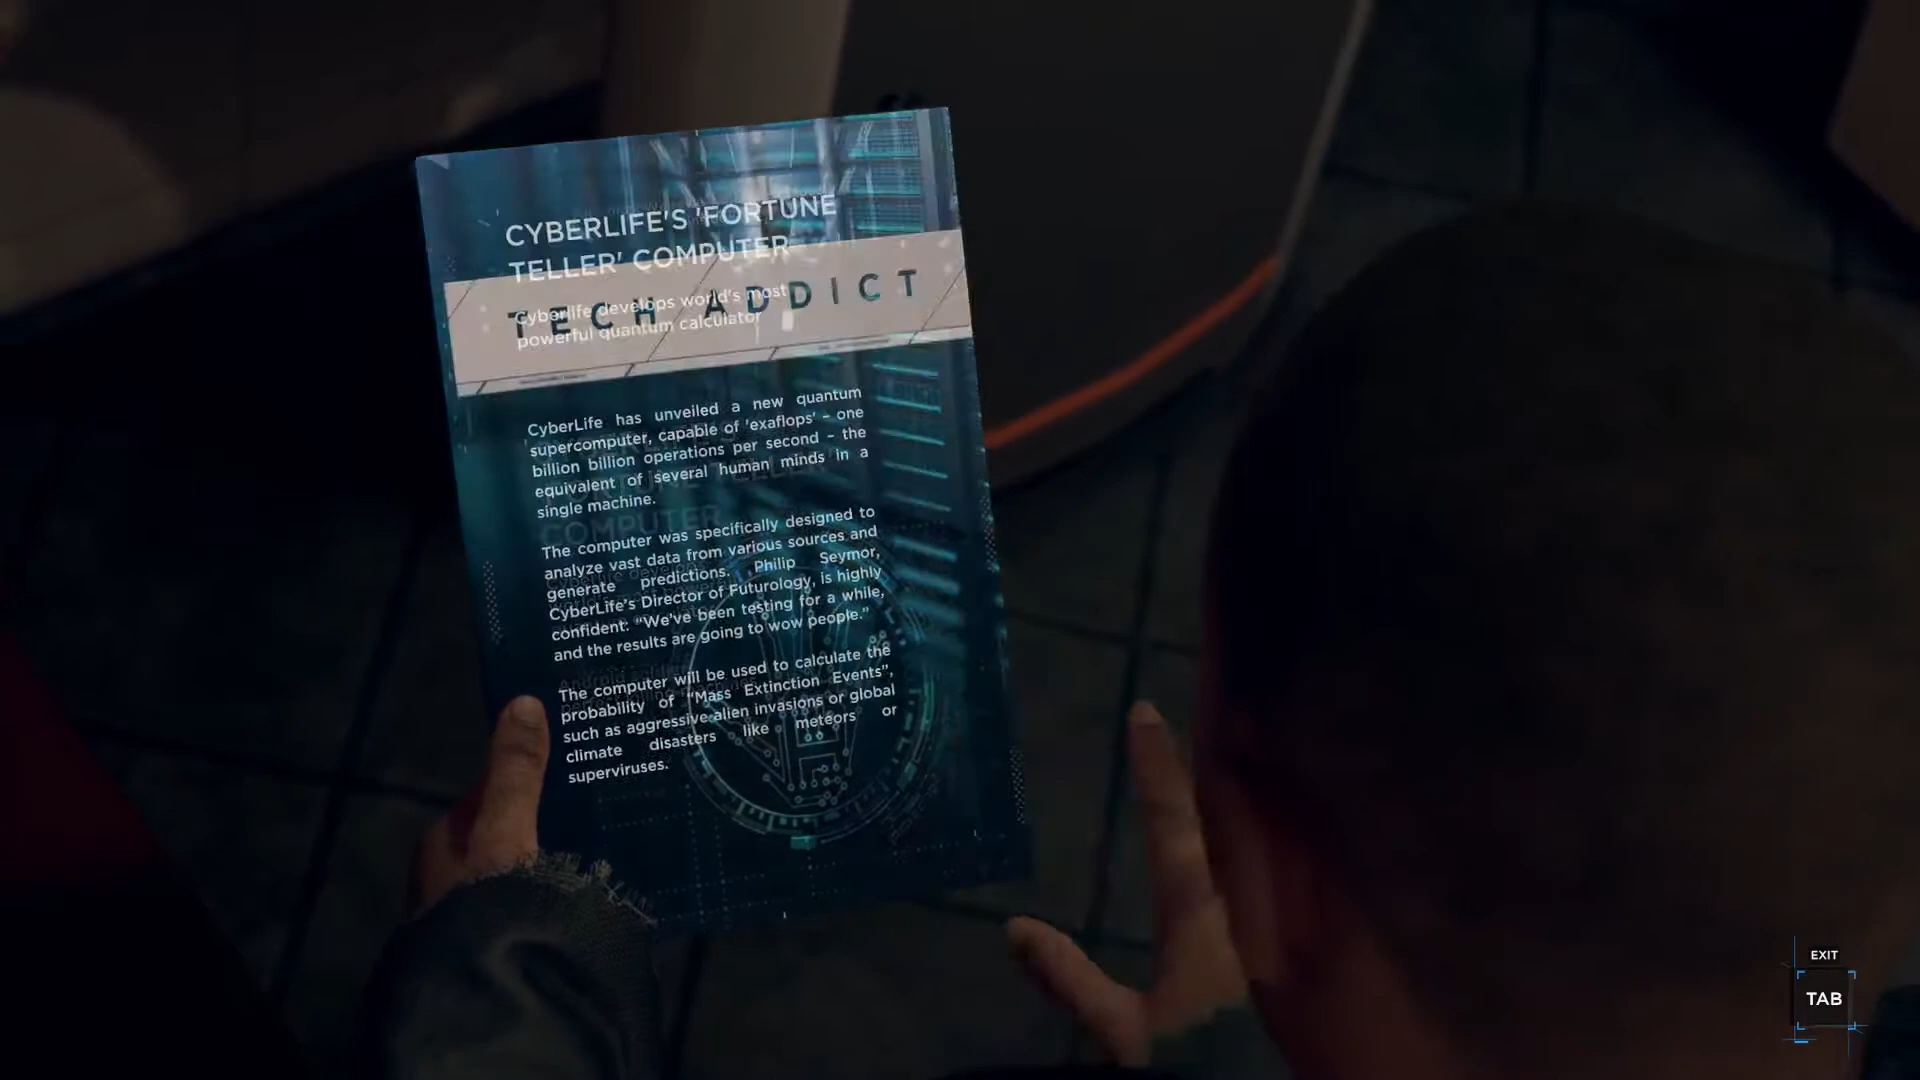 CYBERLIFE'S 'FORTUNE
TELLER' COMPUTER
TECH ADDICT
Cyberlife develops world's most
powerful quantum calculator
CyberLife has unveiled a new quantum
supercomputer, capable of 'exaflops' – one
billion billion operations per second – the
equivalent of several human minds in a
single machine.
The computer was specifically designed to
analyze vast data from various sources and
generate predictions. Philip Seymor,
CyberLife's Director of Futurology, is highly
confident: “We've been testing for a while,
and the results are going to wow people.”
The computer will be used to calculate the
probability of “Mass Extinction Events”,
such as aggressive alien invasions or global
climate disasters like meteors or
superviruses.
CYBERLIFE'S
FORTUNE TELLER'
COMPUTER
EXIT
TAB